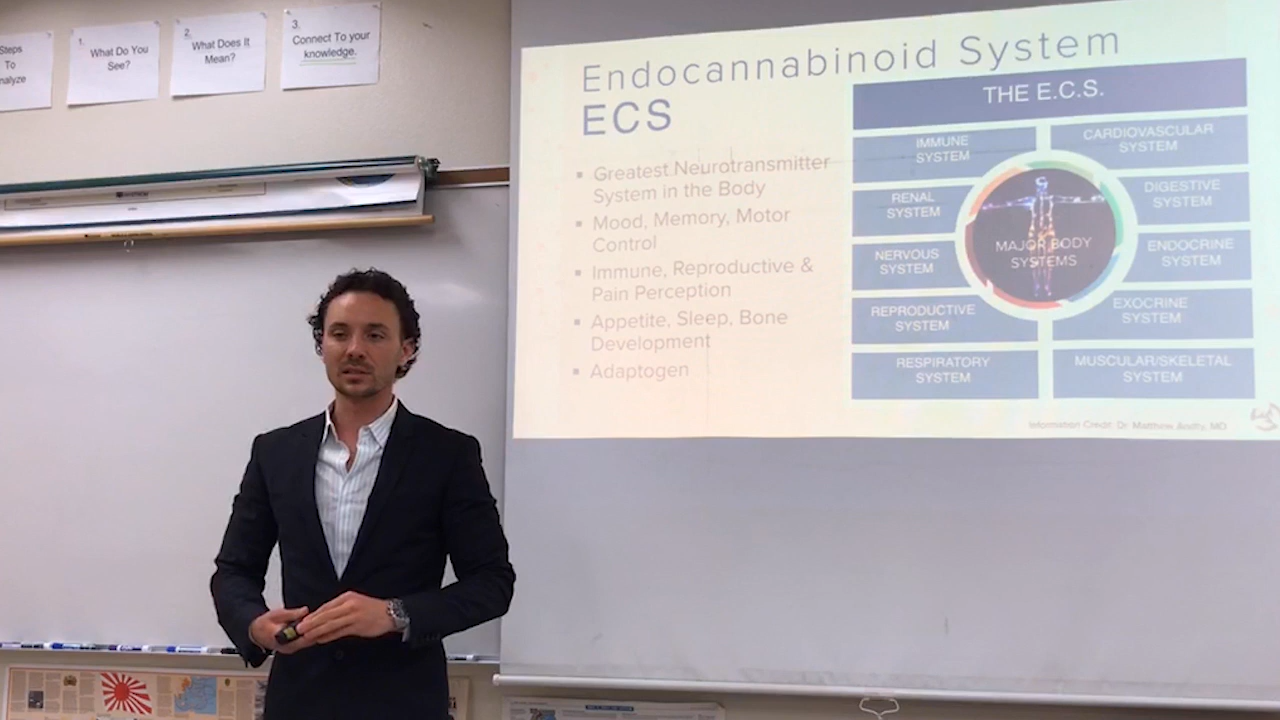 Steps
To
nalyze
1.
What Do You
See?
2.
What Does It
Mean?
3.
Connect To your
knowledge.
Endocannabinoid System
ECS
▪ Greatest Neurotransmitter
System in the Body
▪ Mood, Memory, Motor
Control
▪ Immune, Reproductive &
Pain Perception
▪ Appetite, Sleep, Bone
Development
▪ Adaptogen
THE E.C.S.
IMMUNE
SYSTEM
CARDIOVASCULAR
SYSTEM
RENAL
SYSTEM
DIGESTIVE
SYSTEM
NERVOUS
SYSTEM
MAJOR BODY
SYSTEMS
ENDOCRINE
SYSTEM
REPRODUCTIVE
SYSTEM
EXOCRINE
SYSTEM
RESPIRATORY
SYSTEM
MUSCULAR/SKELETAL
SYSTEM
Information Credit: Dr. Matthew MD